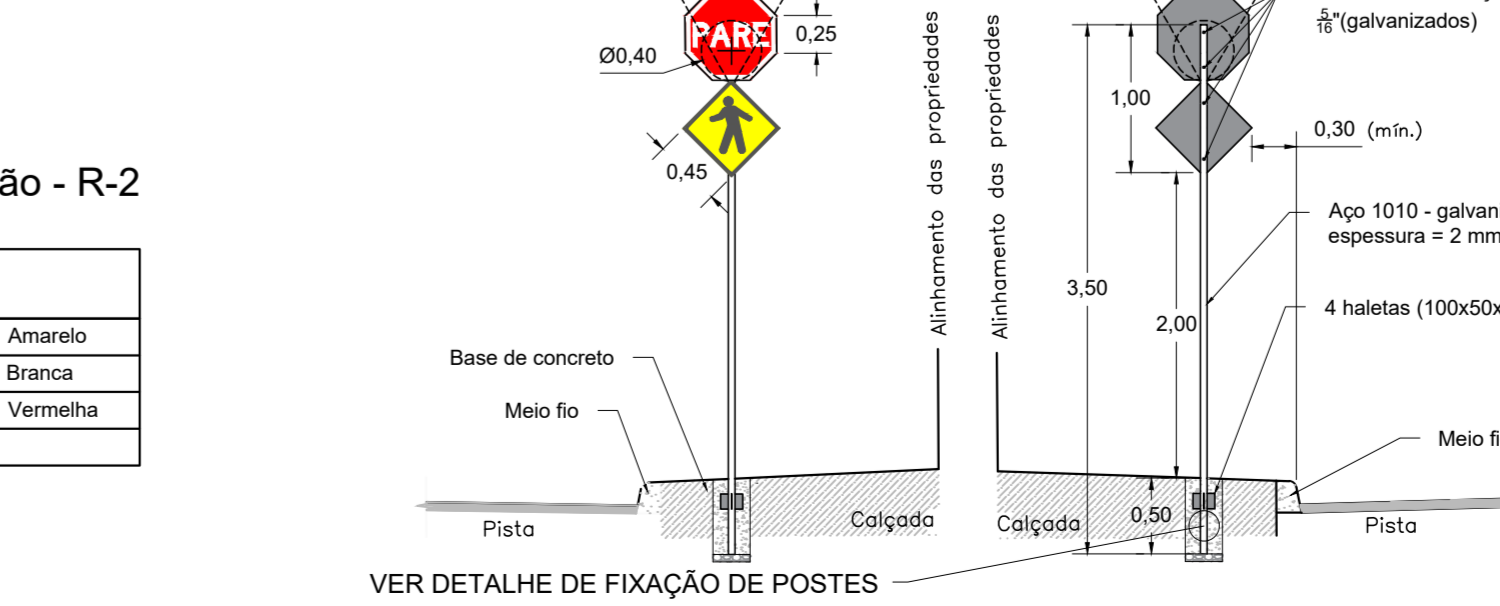 PARE
0,25
Ø0,40
0,45
Alinhamento das propriedades
Alinhamento das propriedades
5/16"(galvanizados)
1,00
0,30 (mín.)
ão - R-2
Aço 1010 - galvani
espessura = 2 mm
3,50
2,00
4 haletas (100x50x
Amarelo
Branca
Vermelha
Base de concreto
Meio fio
Meio fi
Pista
Calçada
Calçada
0,50
Pista
VER DETALHE DE FIXAÇÃO DE POSTES